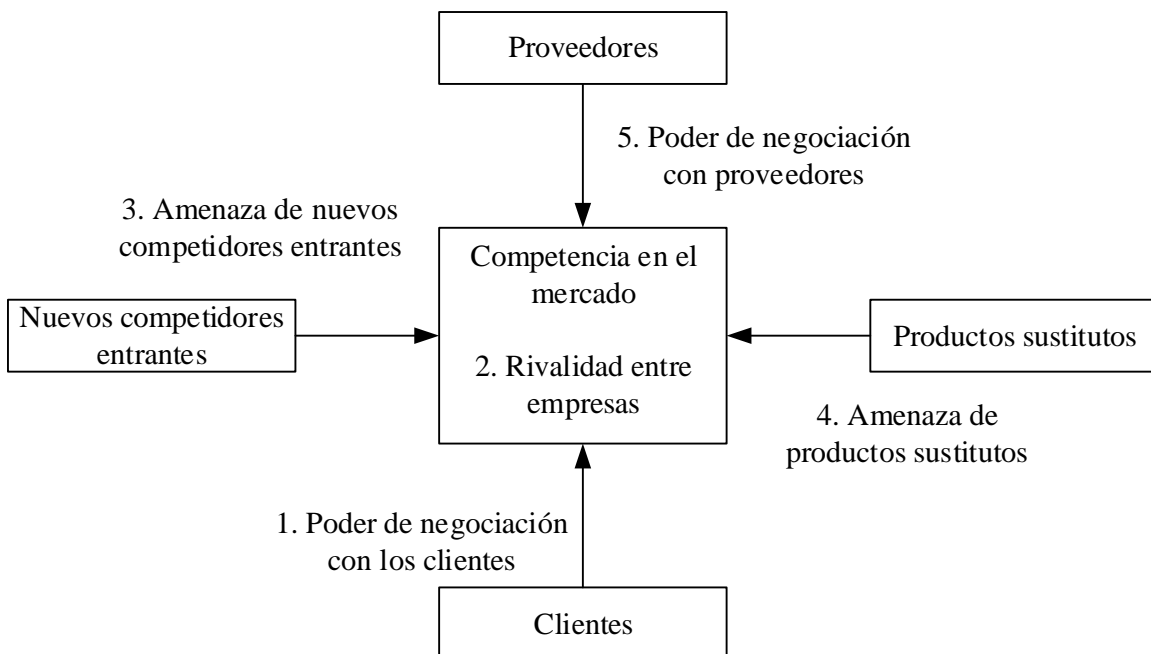 Proveedores
5. Poder de negociación
con proveedores
3. Amenaza de nuevos
competidores entrantes
Competencia en el
mercado
2. Rivalidad entre
empresas
Nuevos competidores
entrantes
Productos sustitutos
4. Amenaza de
productos sustitutos
1. Poder de negociación
con los clientes
Clientes